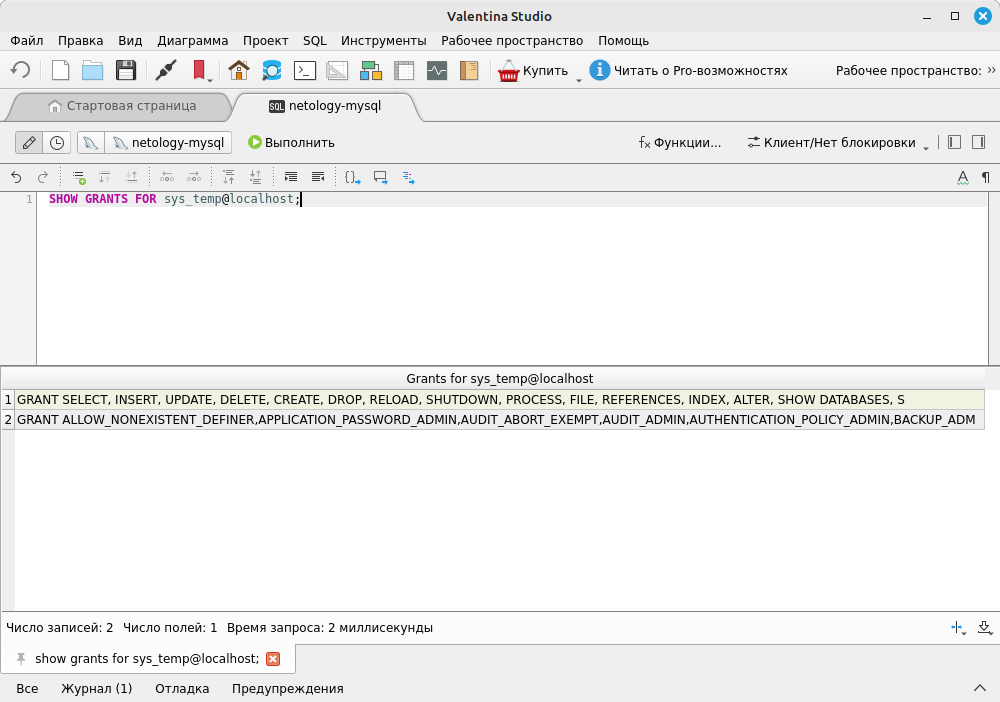 Valentina Studio
Файл Правка Вид Диаграмма Проект SQL Инструменты Рабочее пространство Помощь
Купить Читать о Pro-возможностях Рабочее пространство: »
Стартовая страница SQL netology-mysql
netology-mysql Выполнить fx Функции... Клиент/Нет блокировки
1 SHOW GRANTS FOR sys_temp@localhost;
Grants for sys_temp@localhost
1 GRANT SELECT, INSERT, UPDATE, DELETE, CREATE, DROP, RELOAD, SHUTDOWN, PROCESS, FILE, REFERENCES, INDEX, ALTER, SHOW DATABASES, S
2 GRANT ALLOW_NONEXISTENT_DEFINER,APPLICATION_PASSWORD_ADMIN,AUDIT_ABORT_EXEMPT,AUDIT_ADMIN,AUTHENTICATION_POLICY_ADMIN,BACKUP_ADM
Число записей: 2 Число полей: 1 Время запроса: 2 миллисекунды
show grants for sys_temp@localhost;
Все Журнал (1) Отладка Предупреждения